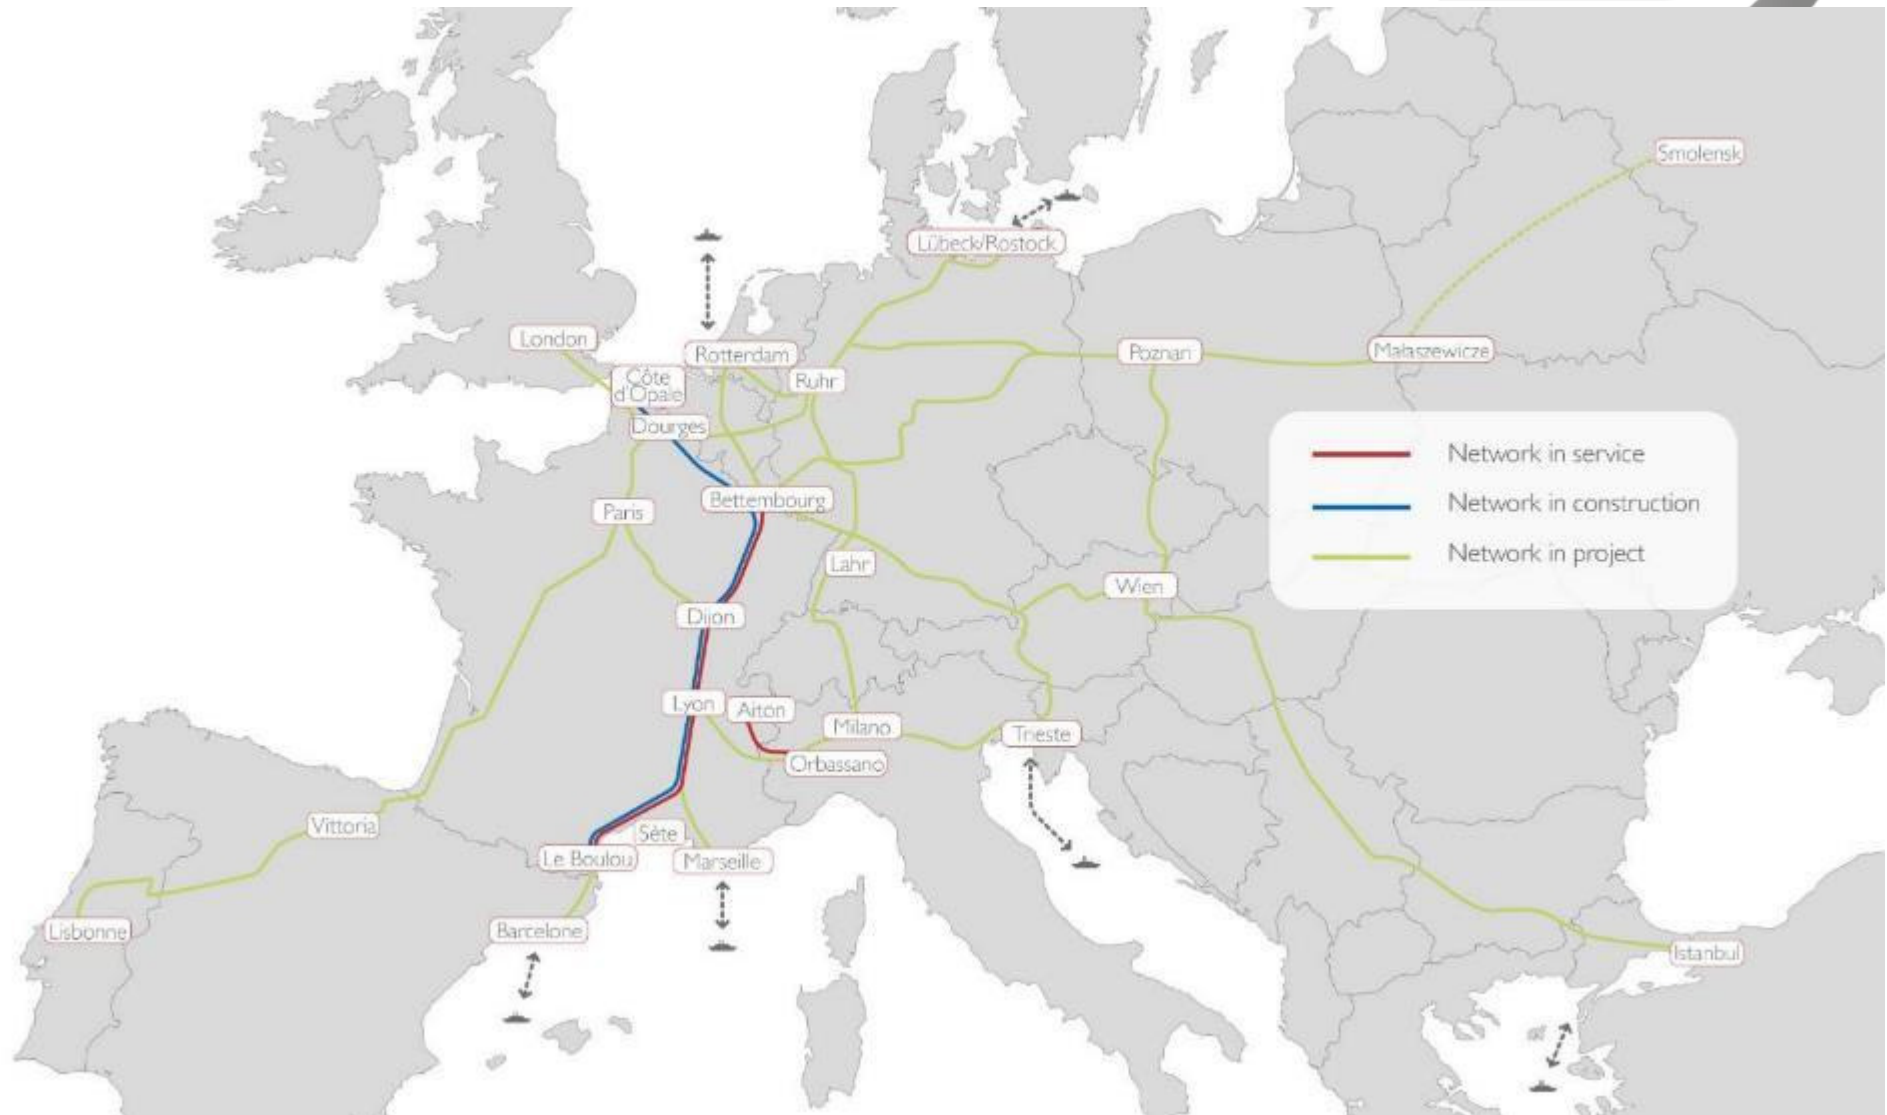 Smolensk
Lübeck/Rostock
London
Rotterdam
Poznan
Małaszewicze
Côte
d'Opale
Ruhr
Dourges
Network in service
Bettembourg
Network in construction
Paris
Network in project
Lahr
Wien
Dijon
Lyon
Aiton
Milano
Trieste
Orbassano
Vittoria
Sète
Le Boulou
Marseille
Lisbonne
Barcelone
Istanbul